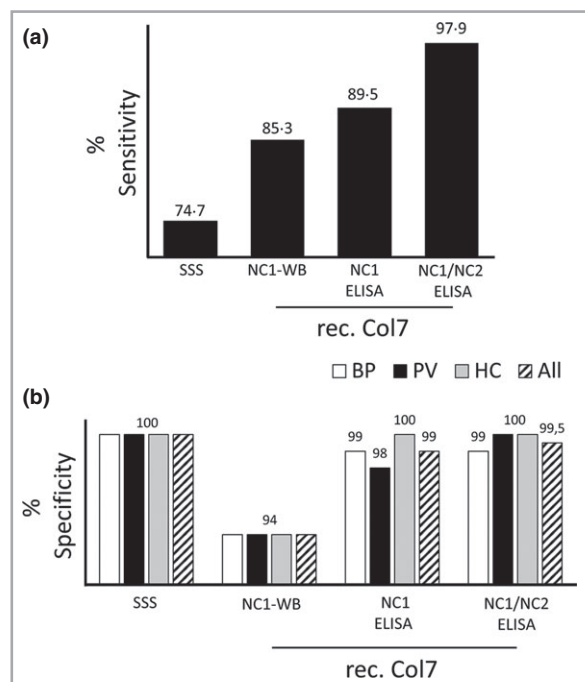 (a)
% Sensitivity
74·7
85·3
89·5
97·9
SSS NC1-WB NC1 ELISA NC1/NC2 ELISA
rec. Col7
BP PV HC All
(b)
% Specificity
100
94
99 98 100 99
99 100 99,5
SSS NC1-WB NC1 ELISA NC1/NC2 ELISA
rec. Col7